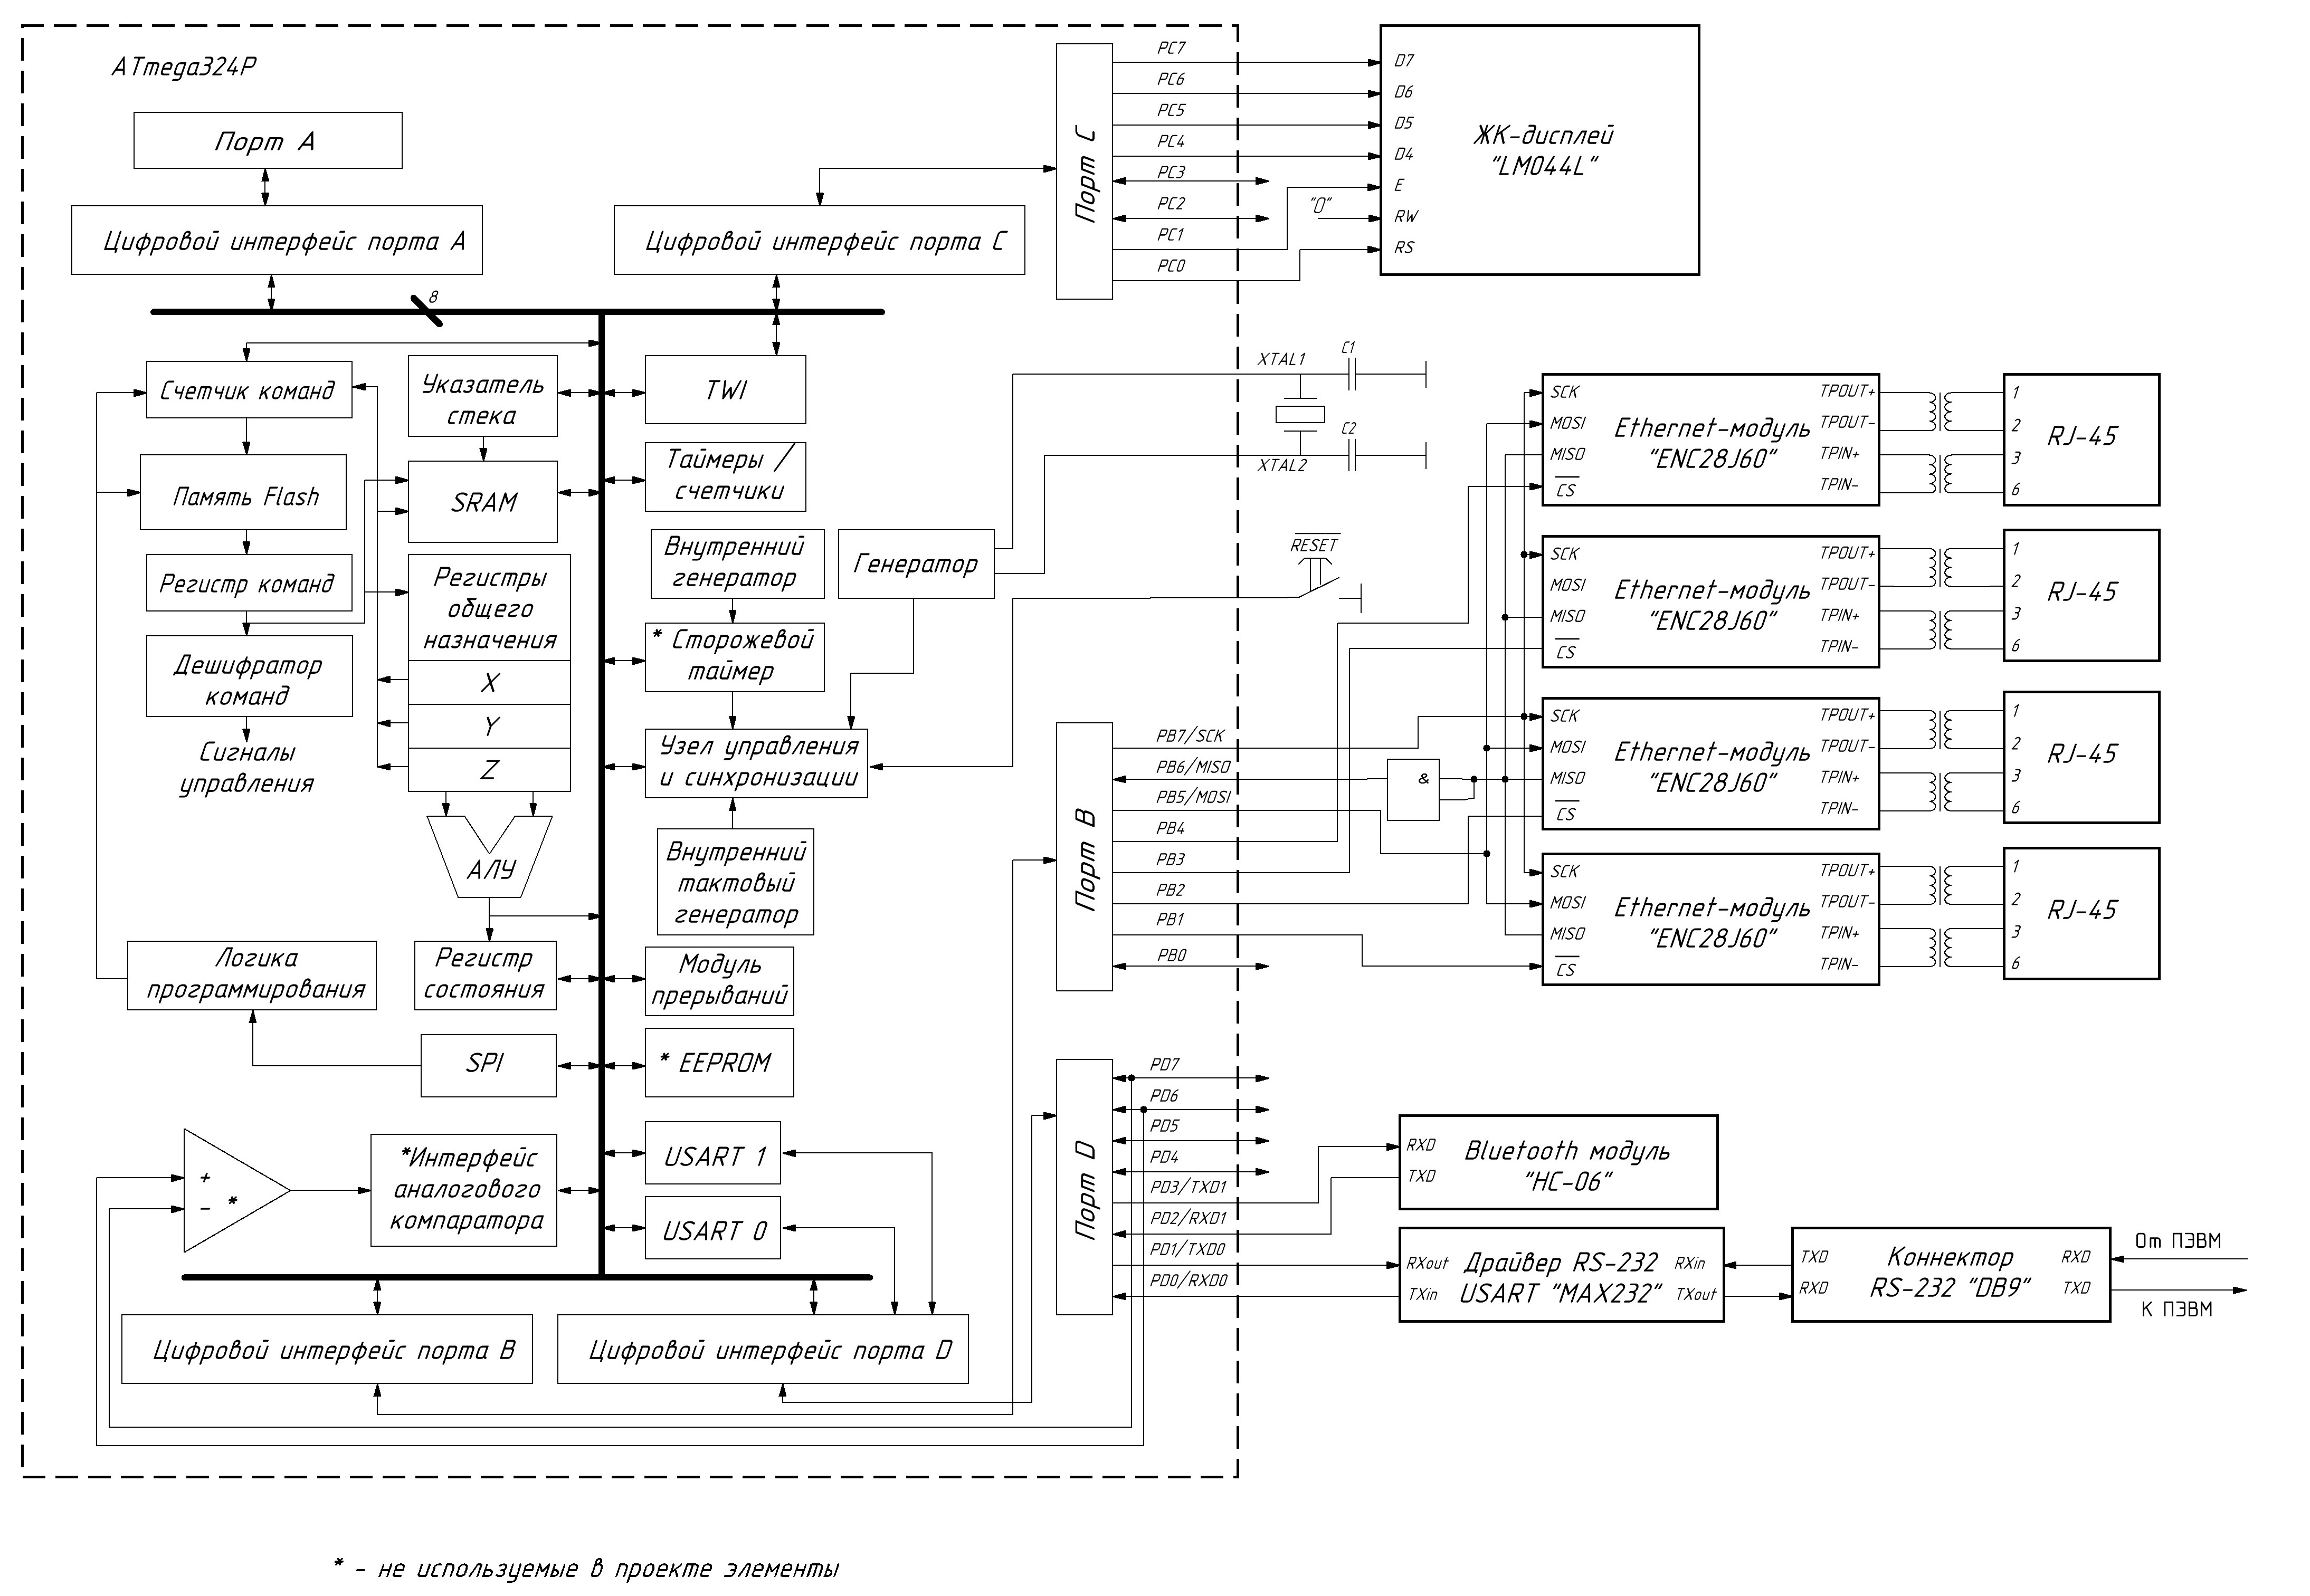 ATmega324P
Порт A
Цифровой интерфейс порта A
Цифровой интерфейс порта C
8
Счетчик команд
Память Flash
Регистр команд
Дешифратор
команд
Сигналы
управления
Указатель
стека
SRAM
Регистры
общего
назначения
X
Y
Z
АЛУ
Логика
программирования
Регистр
состояния
SPI
+
-
*
*Интерфейс
аналогового
компаратора
TWI
Таймеры /
счетчики
Внутренний
генератор
Генератор
* Сторожевой
таймер
Узел управления
и синхронизации
Внутренний
тактовый
генератор
Модуль
прерываний
* EEPROM
USART 1
USART 0
Цифровой интерфейс порта B
Цифровой интерфейс порта D
Порт C
PC7
PC6
PC5
PC4
PC3
PC2
PC1
PC0
"0"
D7
D6
D5
D4
E
RW
RS
ЖК-дисплей
"LM044L"
XTAL1
C1
C2
XTAL2
RESET
Порт B
PB7/SCK
PB6/MISO
PB5/MOSI
PB4
PB3
PB2
PB1
PB0
&
SCK
MOSI
MISO
CS
Ethernet-модуль
"ENC28J60"
TPOUT+
TPOUT-
TPIN+
TPIN-
1
2
3
6
RJ-45
SCK
MOSI
MISO
CS
Ethernet-модуль
"ENC28J60"
TPOUT+
TPOUT-
TPIN+
TPIN-
1
2
3
6
RJ-45
SCK
MOSI
MISO
CS
Ethernet-модуль
"ENC28J60"
TPOUT+
TPOUT-
TPIN+
TPIN-
1
2
3
6
RJ-45
SCK
MOSI
MISO
CS
Ethernet-модуль
"ENC28J60"
TPOUT+
TPOUT-
TPIN+
TPIN-
1
2
3
6
RJ-45
Порт D
PD7
PD6
PD5
PD4
PD3/TXD1
PD2/RXD1
PD1/TXD0
PD0/RXD0
RXD
TXD
Bluetooth модуль
"HC-06"
RXout
TXin
Драйвер RS-232
USART "MAX232"
RXin
TXout
TXD
RXD
Коннектор
RS-232 "DB9"
RXD
TXD
От ПЭВМ
К ПЭВМ
* - не используемые в проекте элементы